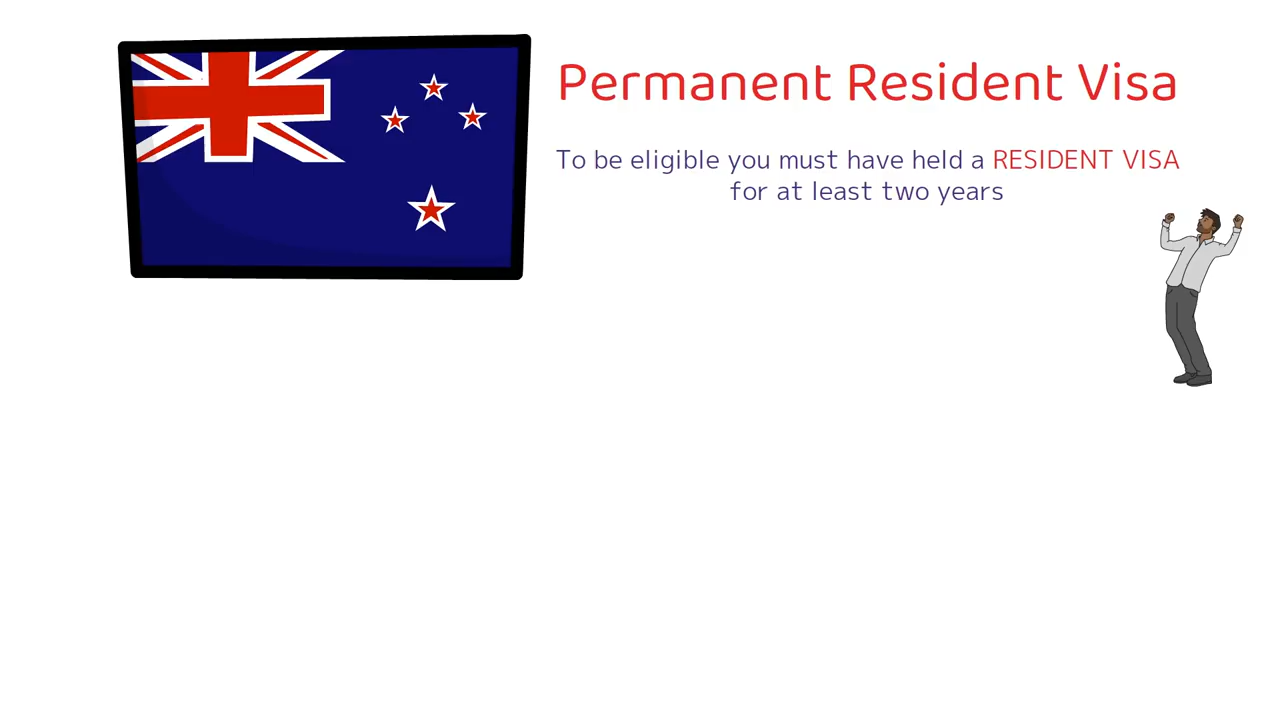 Permanent Resident Visa
To be eligible you must have held a RESIDENT VISA
for at least two years